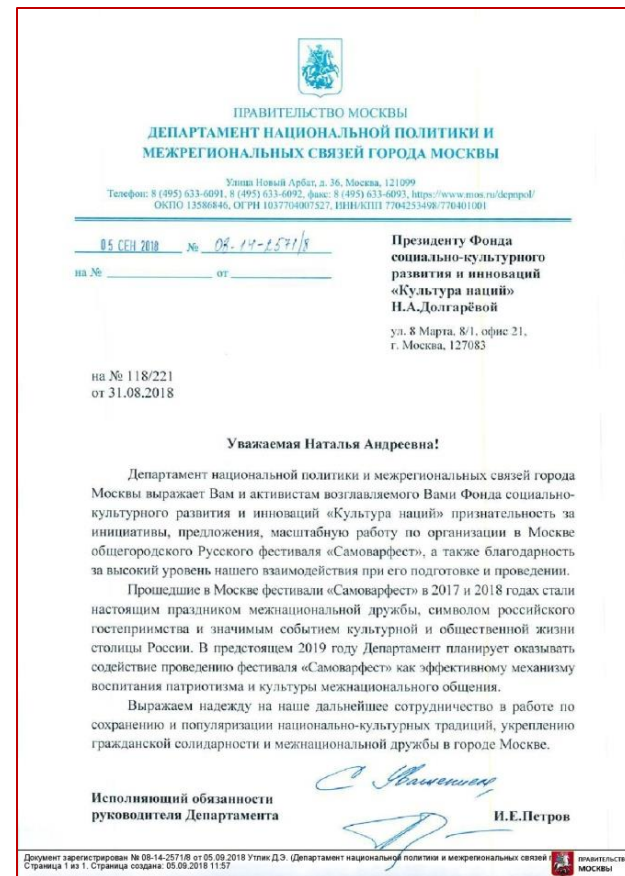 ПРАВИТЕЛЬСТВО МОСКВЫ
ДЕПАРТАМЕНТ НАЦИОНАЛЬНОЙ ПОЛИТИКИ И
МЕЖРЕГИОНАЛЬНЫХ СВЯЗЕЙ ГОРОДА МОСКВЫ
Улица Новый Арбат, д. 36, Москва, 121099
Телефон: 8 (495) 633-6091, 8 (495) 633-6092, факс: 8 (495) 633-6093, https://www.mos.ru/depnpol/
ОКПО 13586846, ОГРН 1037704007527, ИНН/КПП 7704253498/770401001
05 СЕН 2018 № 08-14-2571/8
на № от
Президенту Фонда
социально-культурного
развития и инноваций
«Культура наций»
Н.А.Долгарёвой
ул. 8 Марта, 8/1, офис 21,
г. Москва, 127083
на № 118/221
от 31.08.2018
Уважаемая Наталья Андреевна!
Департамент национальной политики и межрегиональных связей города
Москвы выражает Вам и активистам возглавляемого Вами Фонда социально-
культурного развития и инноваций «Культура наций» признательность за
инициативы, предложения, масштабную работу по организации в Москве
общегородского Русского фестиваля «Самоварфест», а также благодарность
за высокий уровень нашего взаимодействия при его подготовке и проведении.
Прошедшие в Москве фестивали «Самоварфест» в 2017 и 2018 годах стали
настоящим праздником межнациональной дружбы, символом российского
гостеприимства и значимым событием культурной и общественной жизни
столицы России. В предстоящем 2019 году Департамент планирует оказывать
содействие проведению фестиваля «Самоварфест» как эффективному механизму
воспитания патриотизма и культуры межнационального общения.
Выражаем надежду на наше дальнейшее сотрудничество в работе по
сохранению и популяризации национально-культурных традиций, укреплению
гражданской солидарности и межнациональной дружбы в городе Москве.
С Уважением
Исполняющий обязанности
руководителя Департамента И.Е.Петров
Документ зарегистрирован № 08-14-2571/8 от 05.09.2018 Утлик Д.Э. (Департамент национальной политики и межрегиональных связей г
Страница 1 из 1. Страница создана: 05.09.2018 11:57
ПРАВИТЕЛЬСТВО
МОСКВЫ